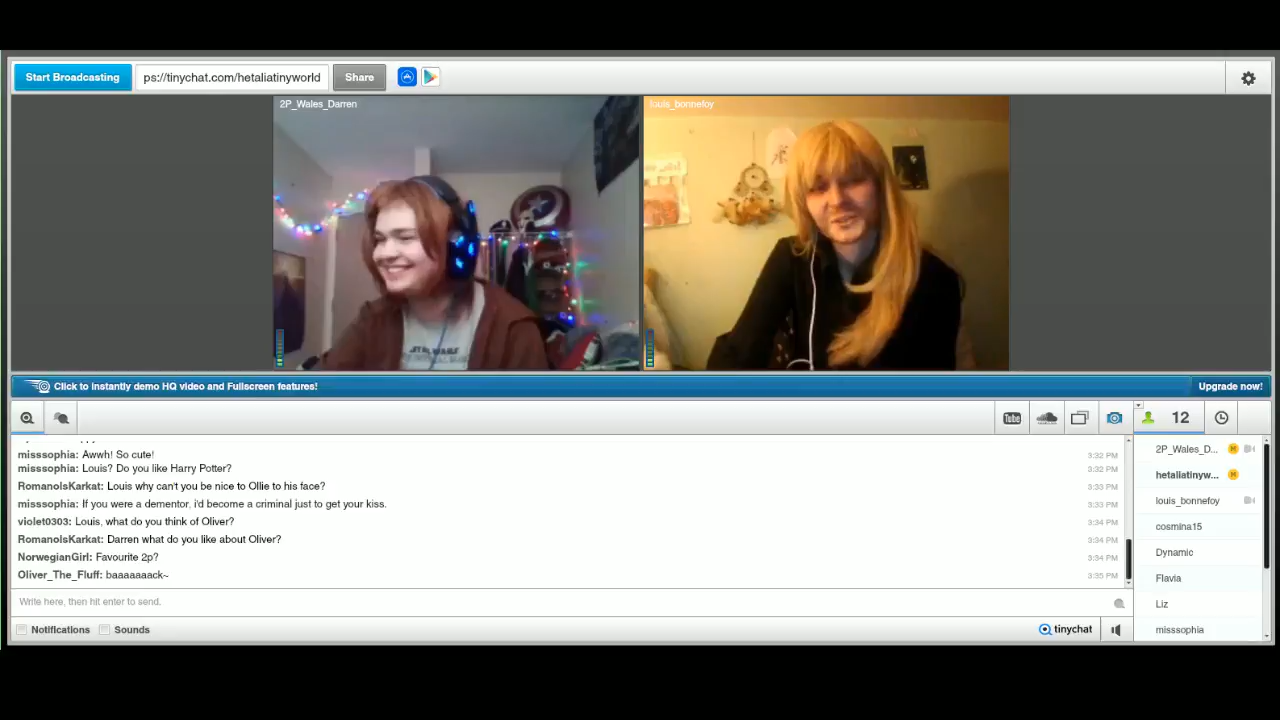 Start Broadcasting
ps://tinychat.com/hetaliatinyworld
Share
2P_Wales_Darren
louis_bonnefoy
STAR WARS
Click to instantly demo HQ video and Fullscreen features!
Upgrade now!
You Tube
12
misssophia: Awwh! So cute!
3:32 PM
misssophia: Louis? Do you like Harry Potter?
3:32 PM
RomanoIsKarkat: Louis why can't you be nice to Ollie to his face?
3:33 PM
misssophia: If you were a dementor, i'd become a criminal just to get your kiss.
3:33 PM
violet0303: Louis, what do you think of Oliver?
3:34 PM
RomanoIsKarkat: Darren what do you like about Oliver?
3:34 PM
NorwegianGirl: Favourite 2p?
3:34 PM
Oliver_The_Fluff: baaaaaaack~
3:35 PM
Write here, then hit enter to send.
Notifications
Sounds
tinychat
2P_Wales_D... M
hetaliatinyw... M
louis_bonnefoy
cosmina15
Dynamic
Flavia
Liz
misssophia